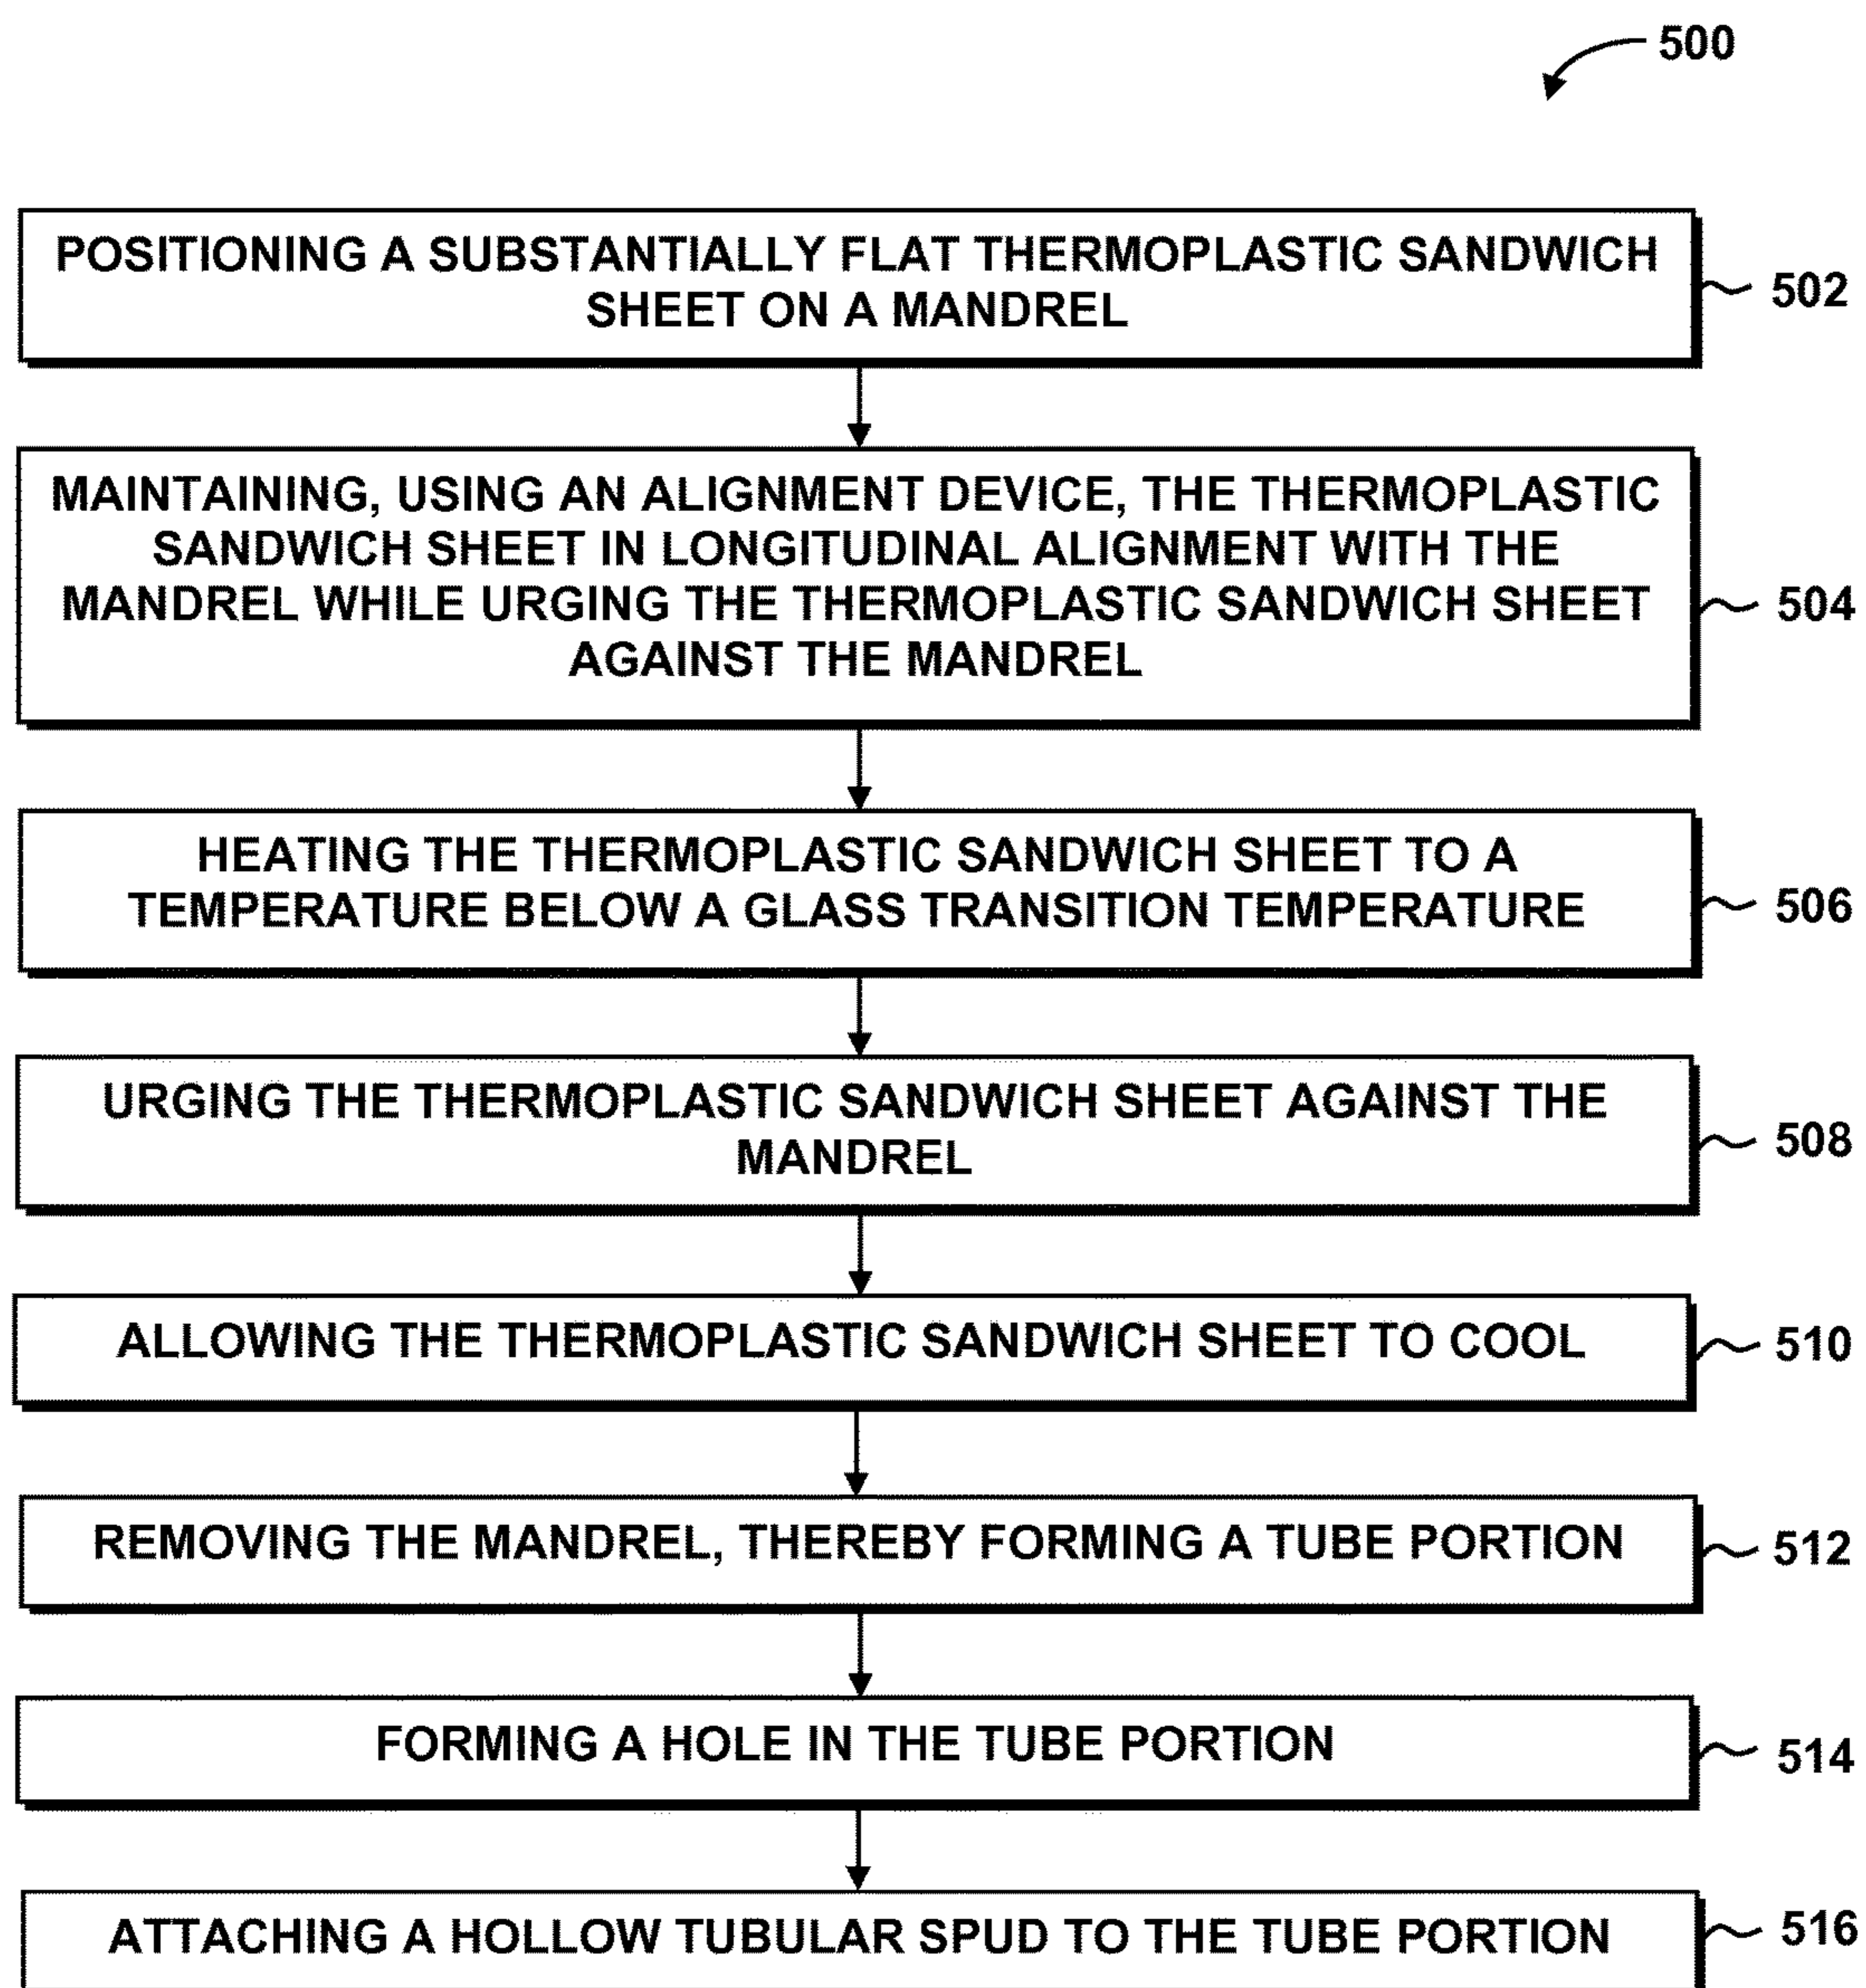 500
POSITIONING A SUBSTANTIALLY FLAT THERMOPLASTIC SANDWICH
SHEET ON A MANDREL
502
MAINTAINING, USING AN ALIGNMENT DEVICE, THE THERMOPLASTIC
SANDWICH SHEET IN LONGITUDINAL ALIGNMENT WITH THE
MANDREL WHILE URGING THE THERMOPLASTIC SANDWICH SHEET
AGAINST THE MANDREL
504
HEATING THE THERMOPLASTIC SANDWICH SHEET TO A
TEMPERATURE BELOW A GLASS TRANSITION TEMPERATURE
506
URGING THE THERMOPLASTIC SANDWICH SHEET AGAINST THE
MANDREL
508
ALLOWING THE THERMOPLASTIC SANDWICH SHEET TO COOL
510
REMOVING THE MANDREL, THEREBY FORMING A TUBE PORTION
512
FORMING A HOLE IN THE TUBE PORTION
514
ATTACHING A HOLLOW TUBULAR SPUD TO THE TUBE PORTION
516